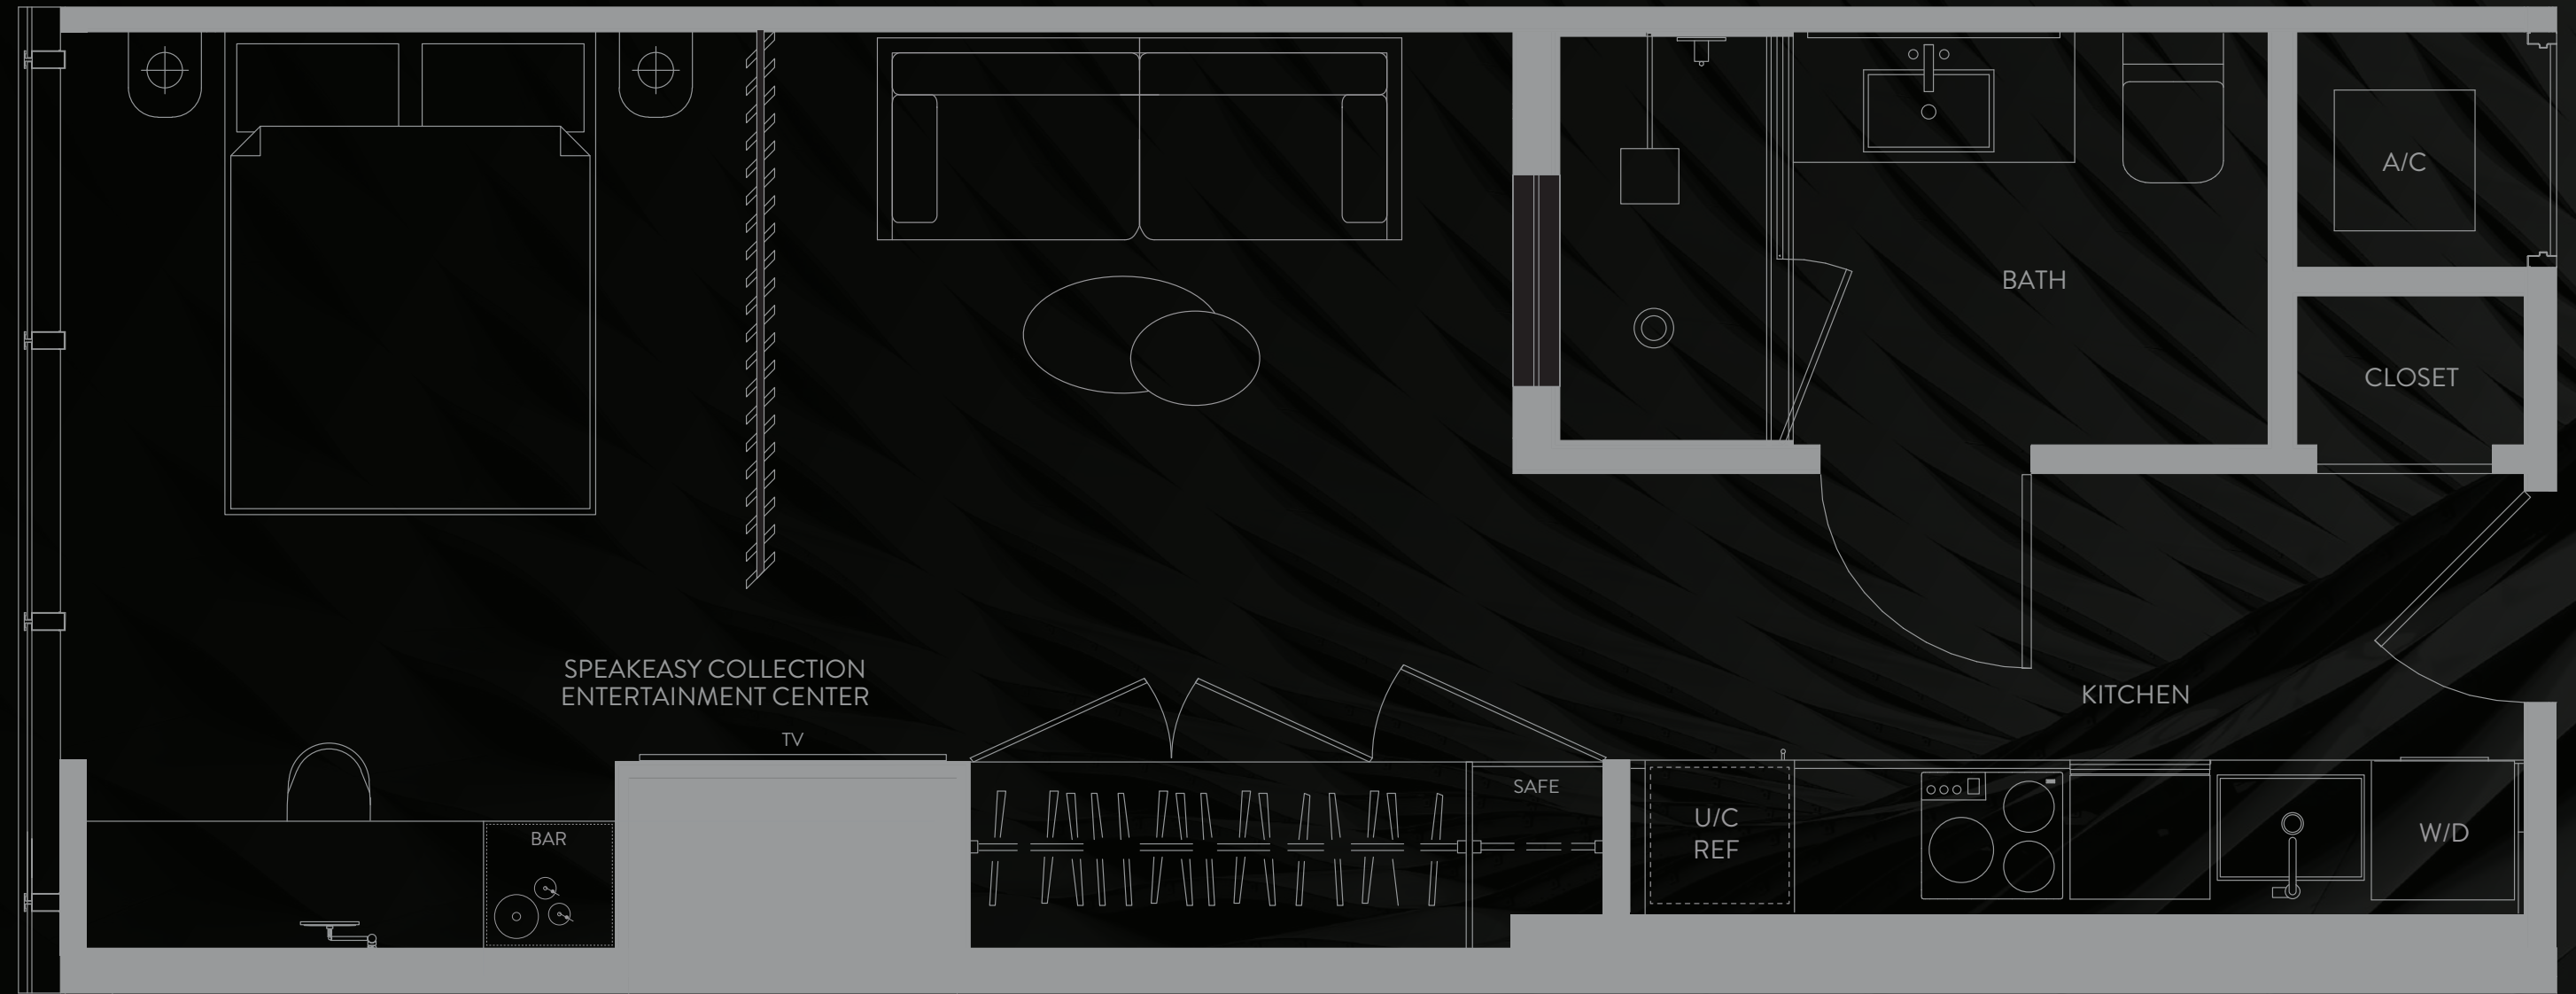 A/C
BATH
CLOSET
SPEAKEASY COLLECTION
ENTERTAINMENT CENTER
KITCHEN
TV
SAFE
U/C
REF
BAR
W/D